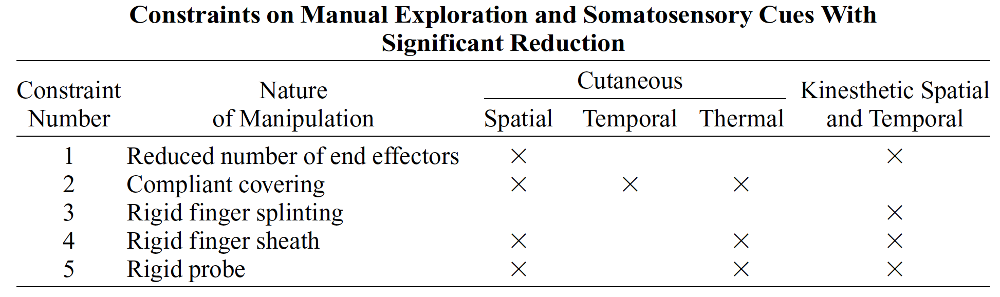 Constraints on Manual Exploration and Somatosensory Cues With
Significant Reduction
Constraint Number Nature of Manipulation Cutaneous Kinesthetic Spatial and Temporal
Spatial Temporal Thermal
1 Reduced number of end effectors × ×
2 Compliant covering × × ×
3 Rigid finger splinting ×
4 Rigid finger sheath × × ×
5 Rigid probe × × ×